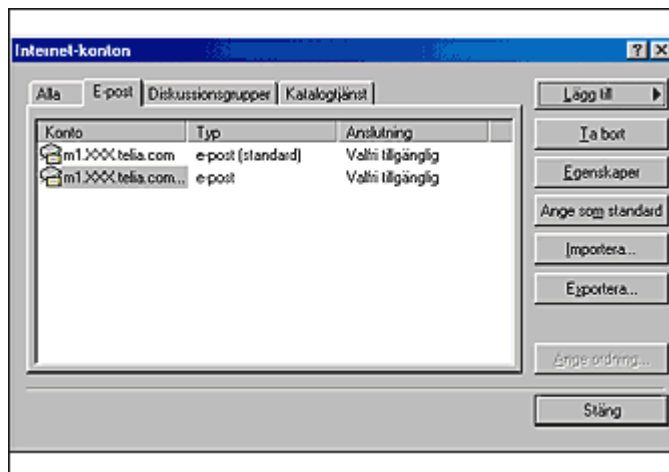 Internet-konton
Alla E-post Diskussionsgrupper Katalogtjänst
Konto Typ Anslutning
m1.XXX.telia.com e-post (standard) Valfri tillgänglig
m1.XXX.telia.com... e-post Valfri tillgänglig
Lägg till
Ta bort
Egenskaper
Ange som standard
Importera...
Exportera...
Ange ordning...
Stäng